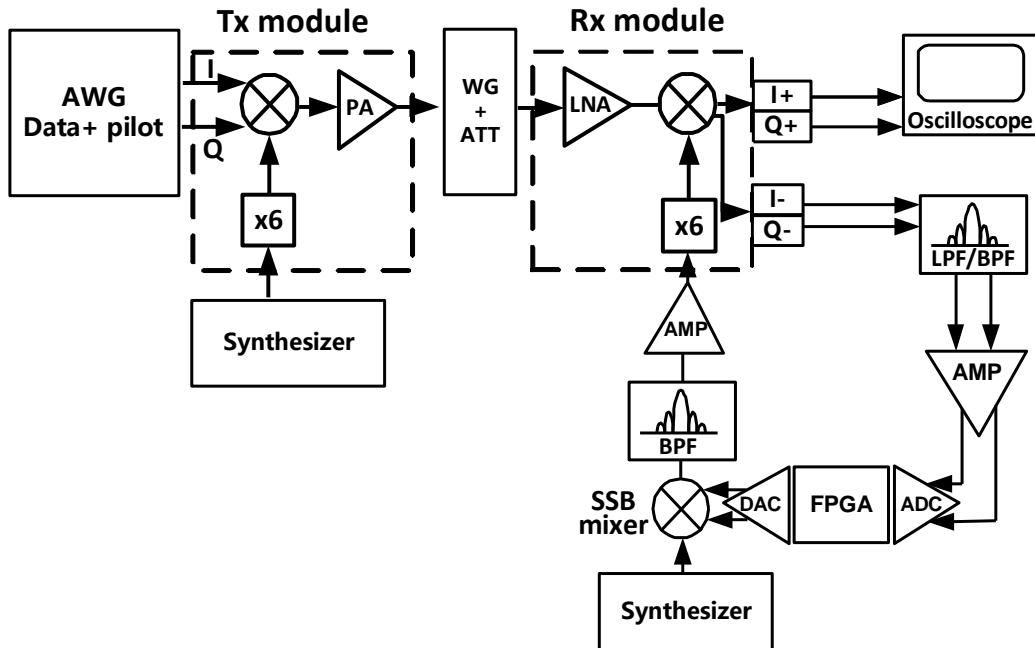 Tx module
Rx module
AWG
Data+ pilot
I
Q
PA
x6
Synthesizer
WG
+
ATT
LNA
x6
I+
Q+
Oscilloscope
I-
Q-
LPF/BPF
AMP
AMP
BPF
SSB
mixer
DAC
FPGA
ADC
Synthesizer